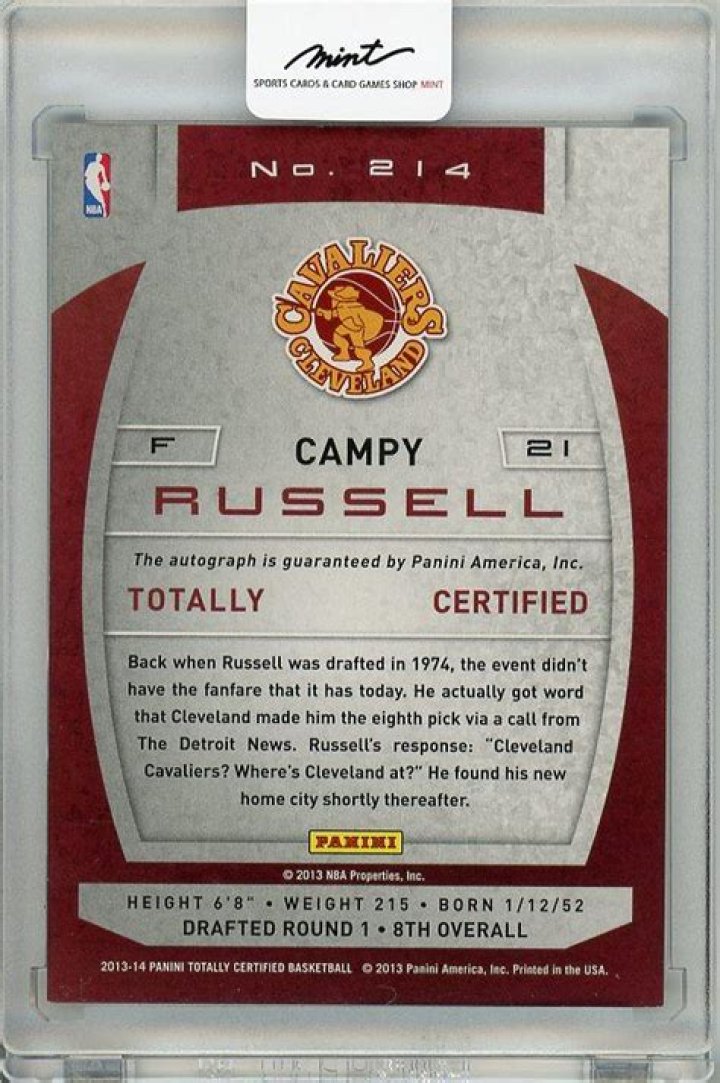 mint
SPORTS CARDS & CARD GAMES SHOP MINT
No. 214
NBA
CAVALIERS
CLEVELAND
F
CAMPY
21
RUSSELL
The autograph is guaranteed by Panini America, Inc.
TOTALLY CERTIFIED
Back when Russell was drafted in 1974, the event didn't
have the fanfare that it has today. He actually got word
that Cleveland made him the eighth pick via a call from
The Detroit News. Russell's response: "Cleveland
Cavaliers? Where's Cleveland at?" He found his new
home city shortly thereafter.
PANINI
© 2013 NBA Properties, Inc.
HEIGHT 6'8" • WEIGHT 215 • BORN 1/12/52
DRAFTED ROUND 1 • 8TH OVERALL
2013-14 PANINI TOTALLY CERTIFIED BASKETBALL © 2013 Panini America, Inc. Printed in the USA.